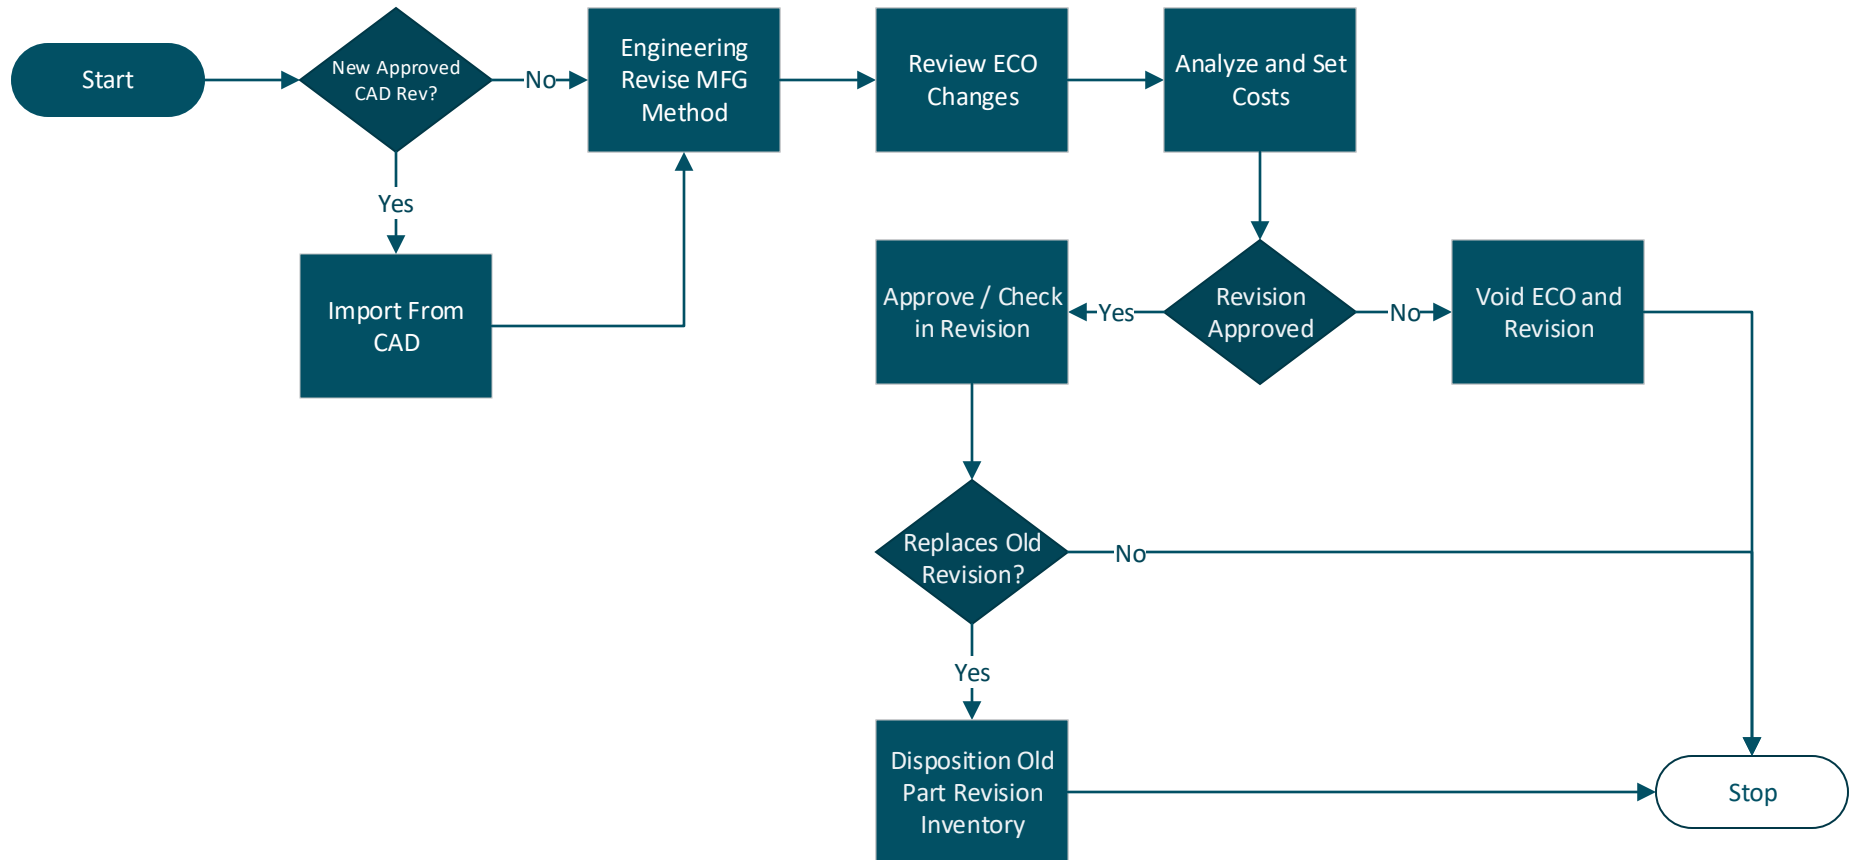 Start
New Approved
CAD Rev?
No
Engineering
Revise MFG
Method
Review ECO
Changes
Analyze and Set
Costs
Yes
Import From
CAD
Approve / Check
in Revision
Yes
Revision
Approved
No
Void ECO and
Revision
Replaces Old
Revision?
No
Yes
Disposition Old
Part Revision
Inventory
Stop